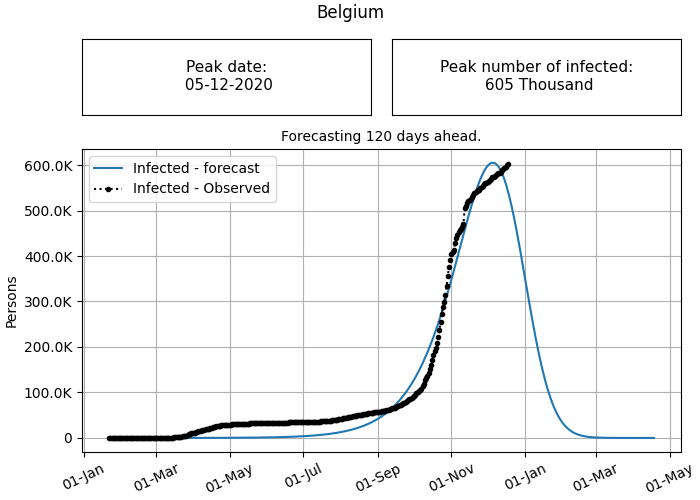 Belgium
Peak date:
05-12-2020
Peak number of infected:
605 Thousand
Forecasting 120 days ahead.
Infected - forecast
Infected - Observed
600.0K
500.0K
400.0K
300.0K
200.0K
100.0K
0
Persons
01-Jan
01-Mar
01-May
01-Jul
01-Sep
01-Nov
01-Jan
01-Mar
01-May